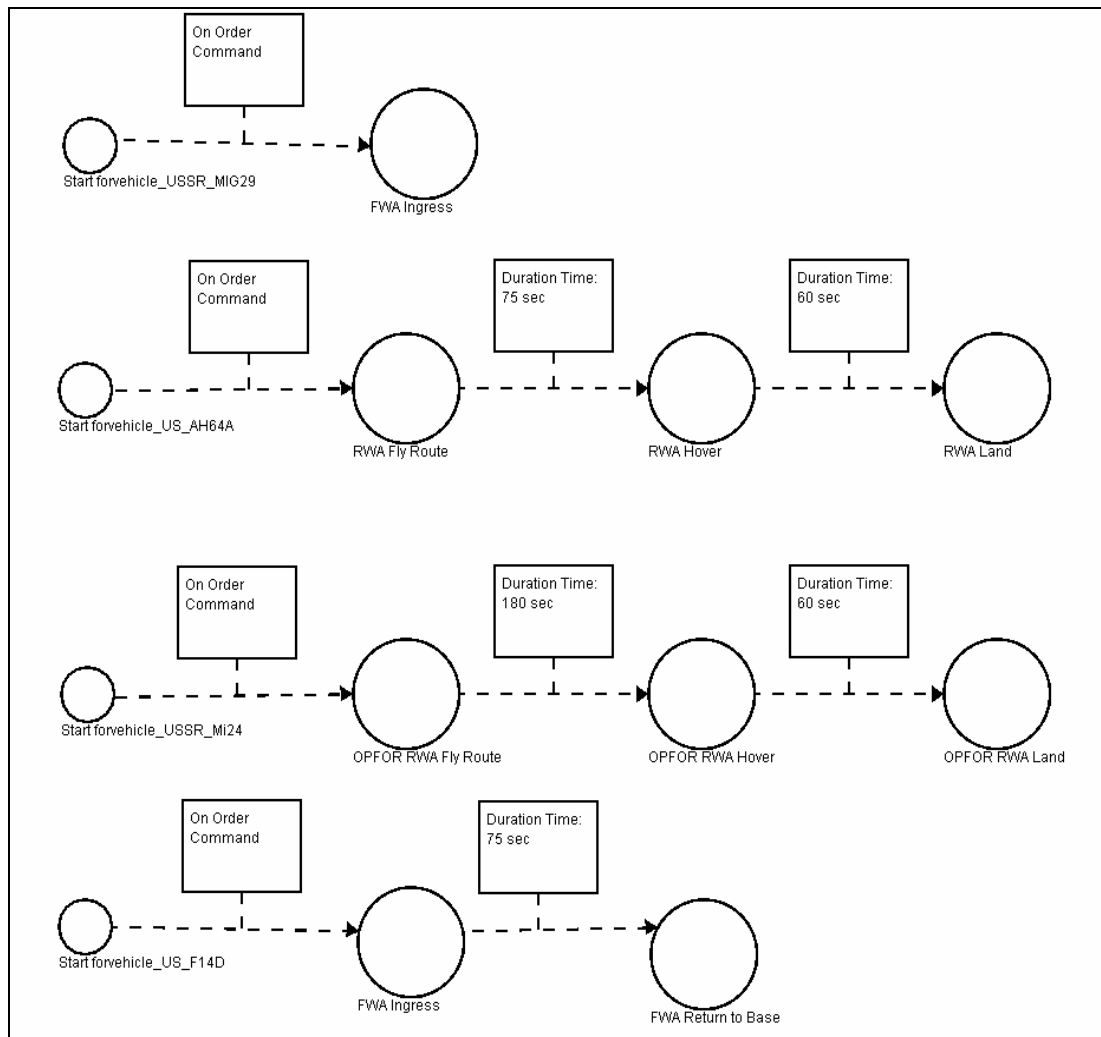 On Order
Command
Start forvehicle_USSR_MIG29
FWA Ingress
On Order
Command
Duration Time:
75 sec
Duration Time:
60 sec
Start forvehicle_US_AH64A
RWA Fly Route
RWA Hover
RWA Land
On Order
Command
Duration Time:
180 sec
Duration Time:
60 sec
Start forvehicle_USSR_Mi24
OPFOR RWA Fly Route
OPFOR RWA Hover
OPFOR RWA Land
On Order
Command
Duration Time:
75 sec
Start forvehicle_US_F14D
FWA Ingress
FWA Return to Base